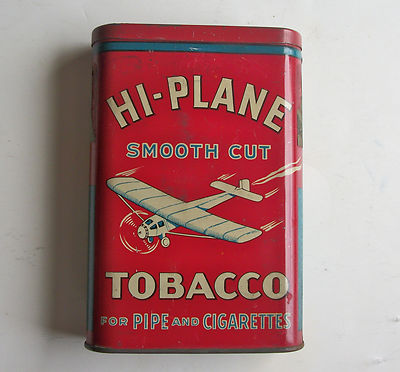 HI-PLANE
SMOOTH CUT
TOBACCO
FOR PIPE AND CIGARETTES